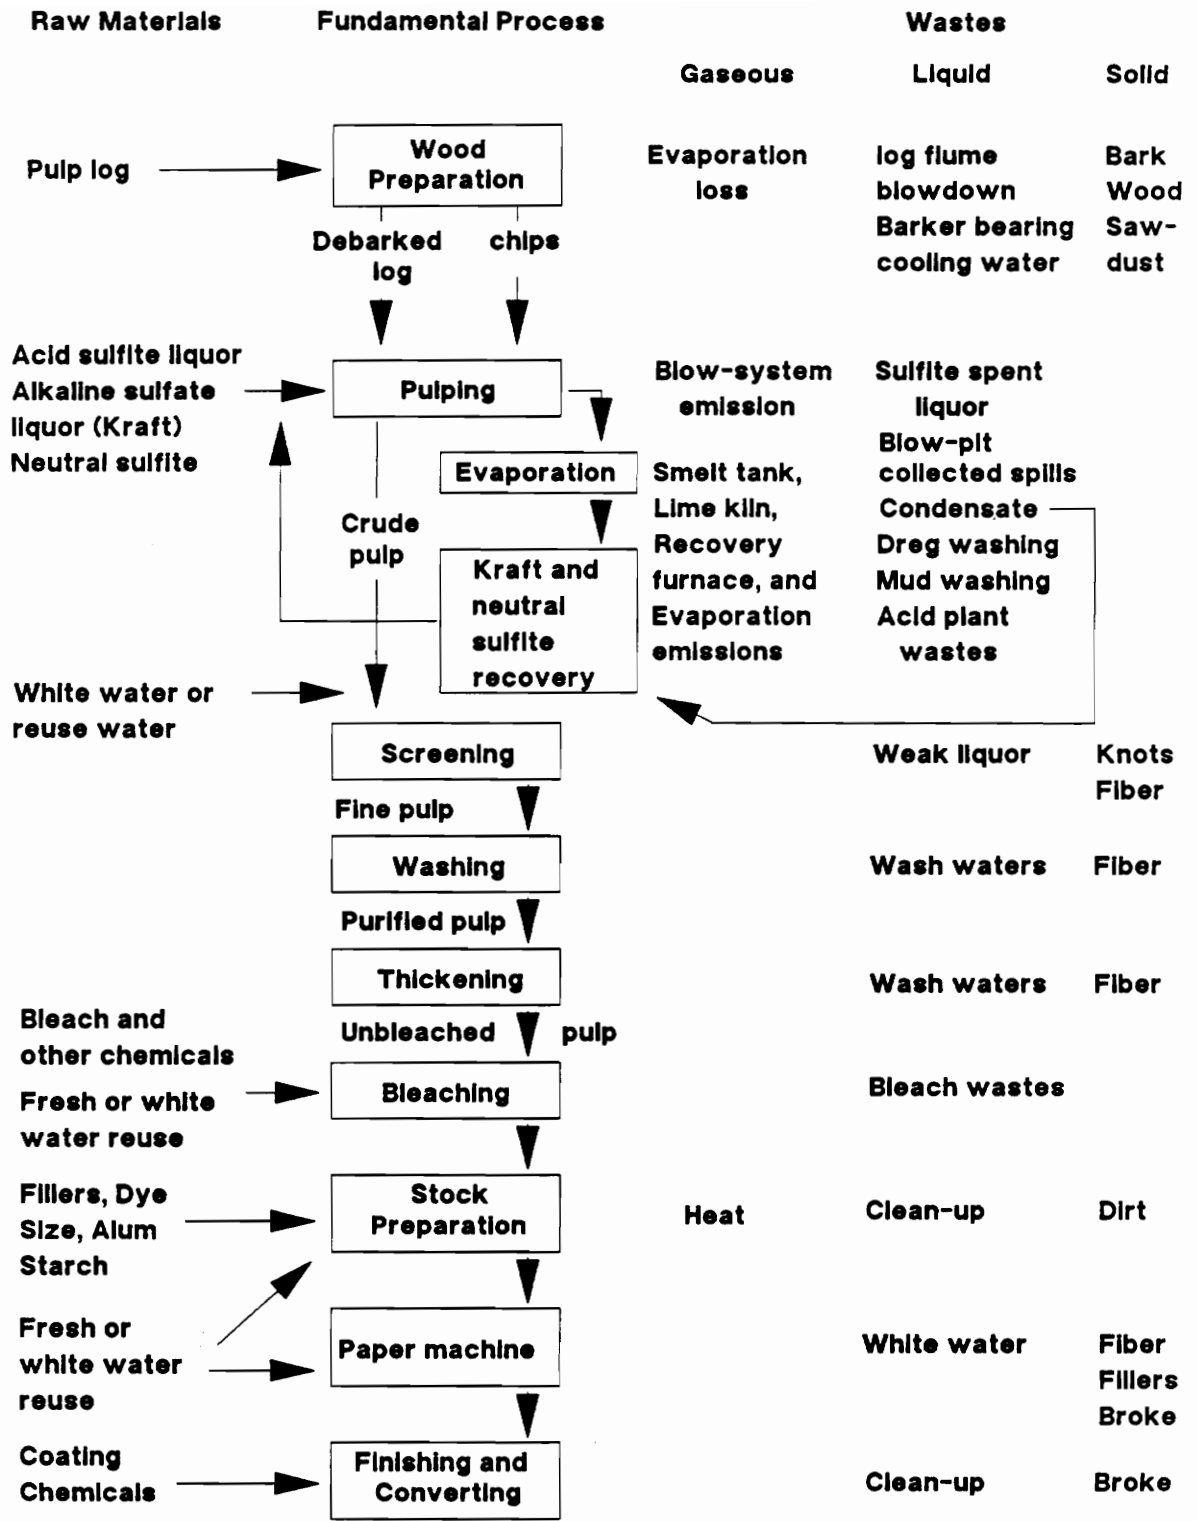 Raw Materials
Fundamental Process
Wastes
Gaseous
Liquid
Solid
Pulp log
Wood
Preparation
Evaporation
loss
log flume
blowdown
Barker bearing
cooling water
Bark
Wood
Saw-
dust
Debarked
log
chips
Acid sulfite liquor
Alkaline sulfate
liquor (Kraft)
Neutral sulfite
Pulping
Blow-system
emission
Sulfite spent
liquor
Blow-pit
collected spills
Condensate
Dreg washing
Mud washing
Acid plant
wastes
Evaporation
Smelt tank,
Lime kiln,
Recovery
furnace, and
Evaporation
emissions
Crude
pulp
Kraft and
neutral
sulfite
recovery
White water or
reuse water
Screening
Weak liquor
Knots
Fiber
Fine pulp
Washing
Wash waters
Fiber
Purified pulp
Thickening
Wash waters
Fiber
Unbleached pulp
Bleach and
other chemicals
Fresh or white
water reuse
Bleaching
Bleach wastes
Fillers, Dye
Size, Alum
Starch
Stock
Preparation
Heat
Clean-up
Dirt
Fresh or
white water
reuse
Paper machine
White water
Fiber
Fillers
Broke
Coating
Chemicals
Finishing and
Converting
Clean-up
Broke